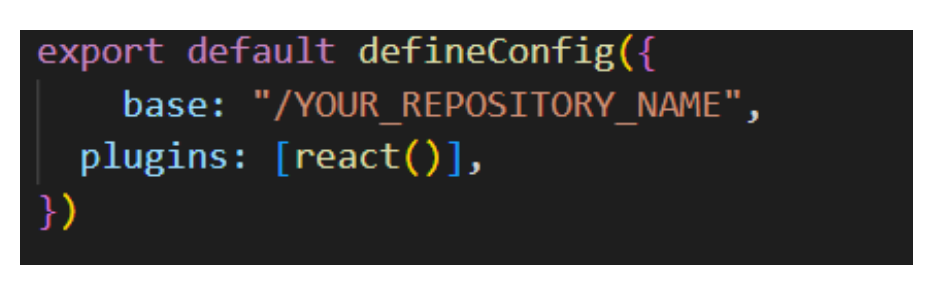 export default defineConfig({
    base: "/YOUR_REPOSITORY_NAME",
  plugins: [react()],
})